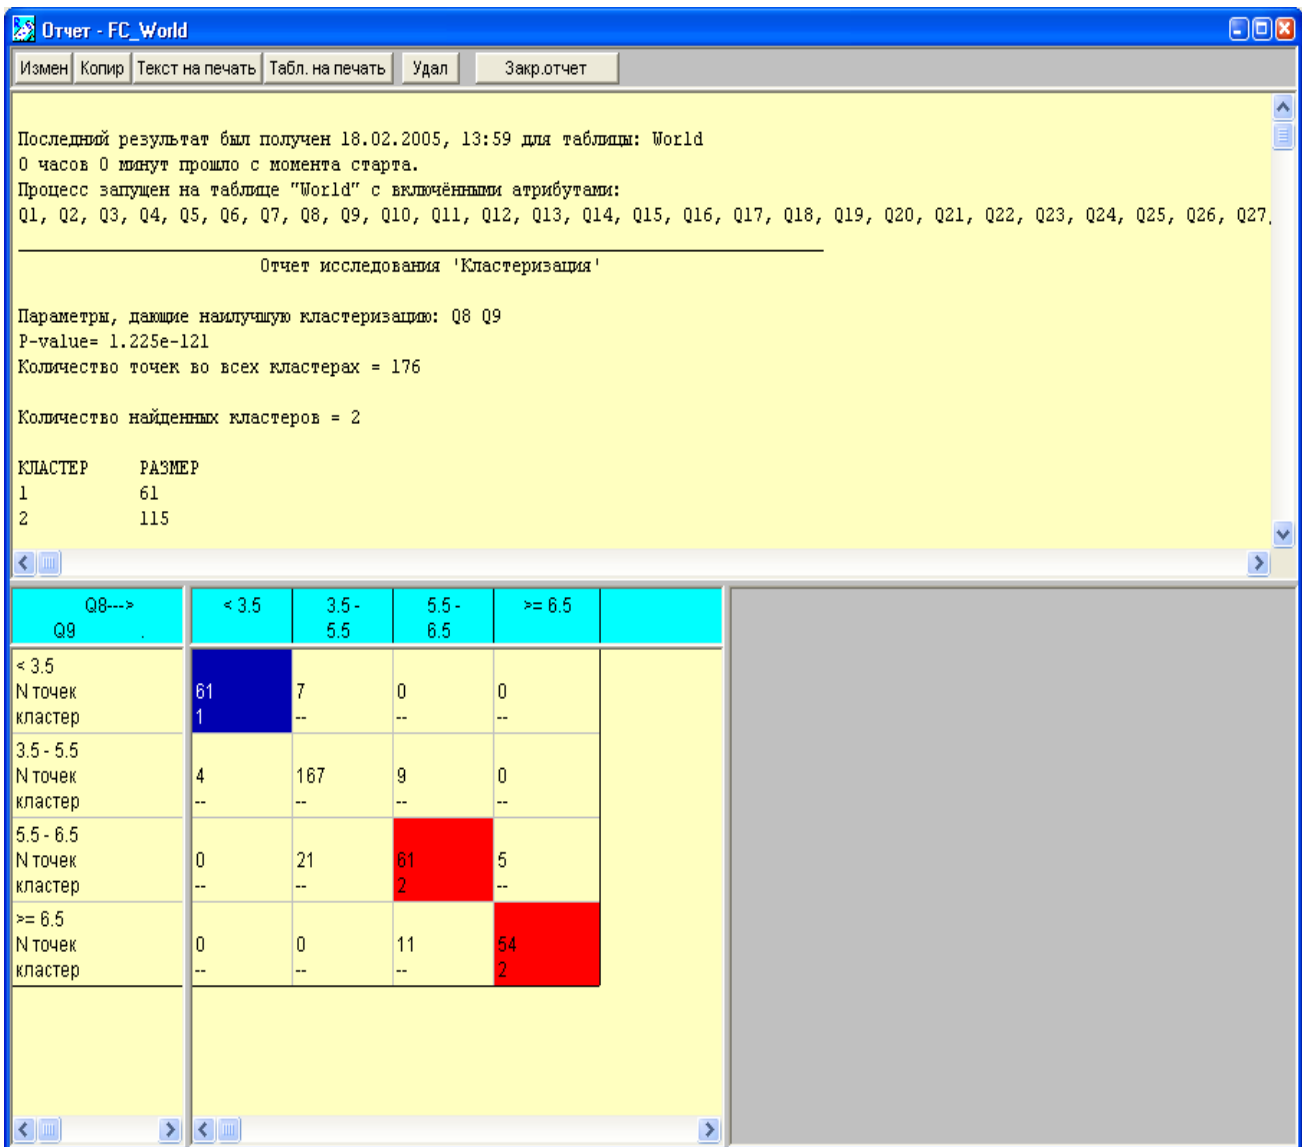 Отчет - FC_World
Измен Копир Текст на печать Табл. на печать Удал Закр.отчет
Последний результат был получен 18.02.2005, 13:59 для таблицы: World
0 часов 0 минут прошло с момента старта.
Процесс запущен на таблице "World" с включёнными атрибутами:
Q1, Q2, Q3, Q4, Q5, Q6, Q7, Q8, Q9, Q10, Q11, Q12, Q13, Q14, Q15, Q16, Q17, Q18, Q19, Q20, Q21, Q22, Q23, Q24, Q25, Q26, Q27,
Отчет исследования 'Кластеризация'
Параметры, дающие наилучшую кластеризацию: Q8 Q9
P-value= 1.225e-121
Количество точек во всех кластерах = 176
Количество найденных кластеров = 2
КЛАСТЕР РАЗМЕР
1 61
2 115
Q8---> < 3.5 3.5 - 5.5 - >= 6.5
Q9 . 5.5 6.5
< 3.5
N точек 61 7 0 0
кластер 1 -- -- --
3.5 - 5.5
N точек 4 167 9 0
кластер -- -- -- --
5.5 - 6.5
N точек 0 21 61 5
кластер -- -- 2 --
>= 6.5
N точек 0 0 11 54
кластер -- -- -- 2